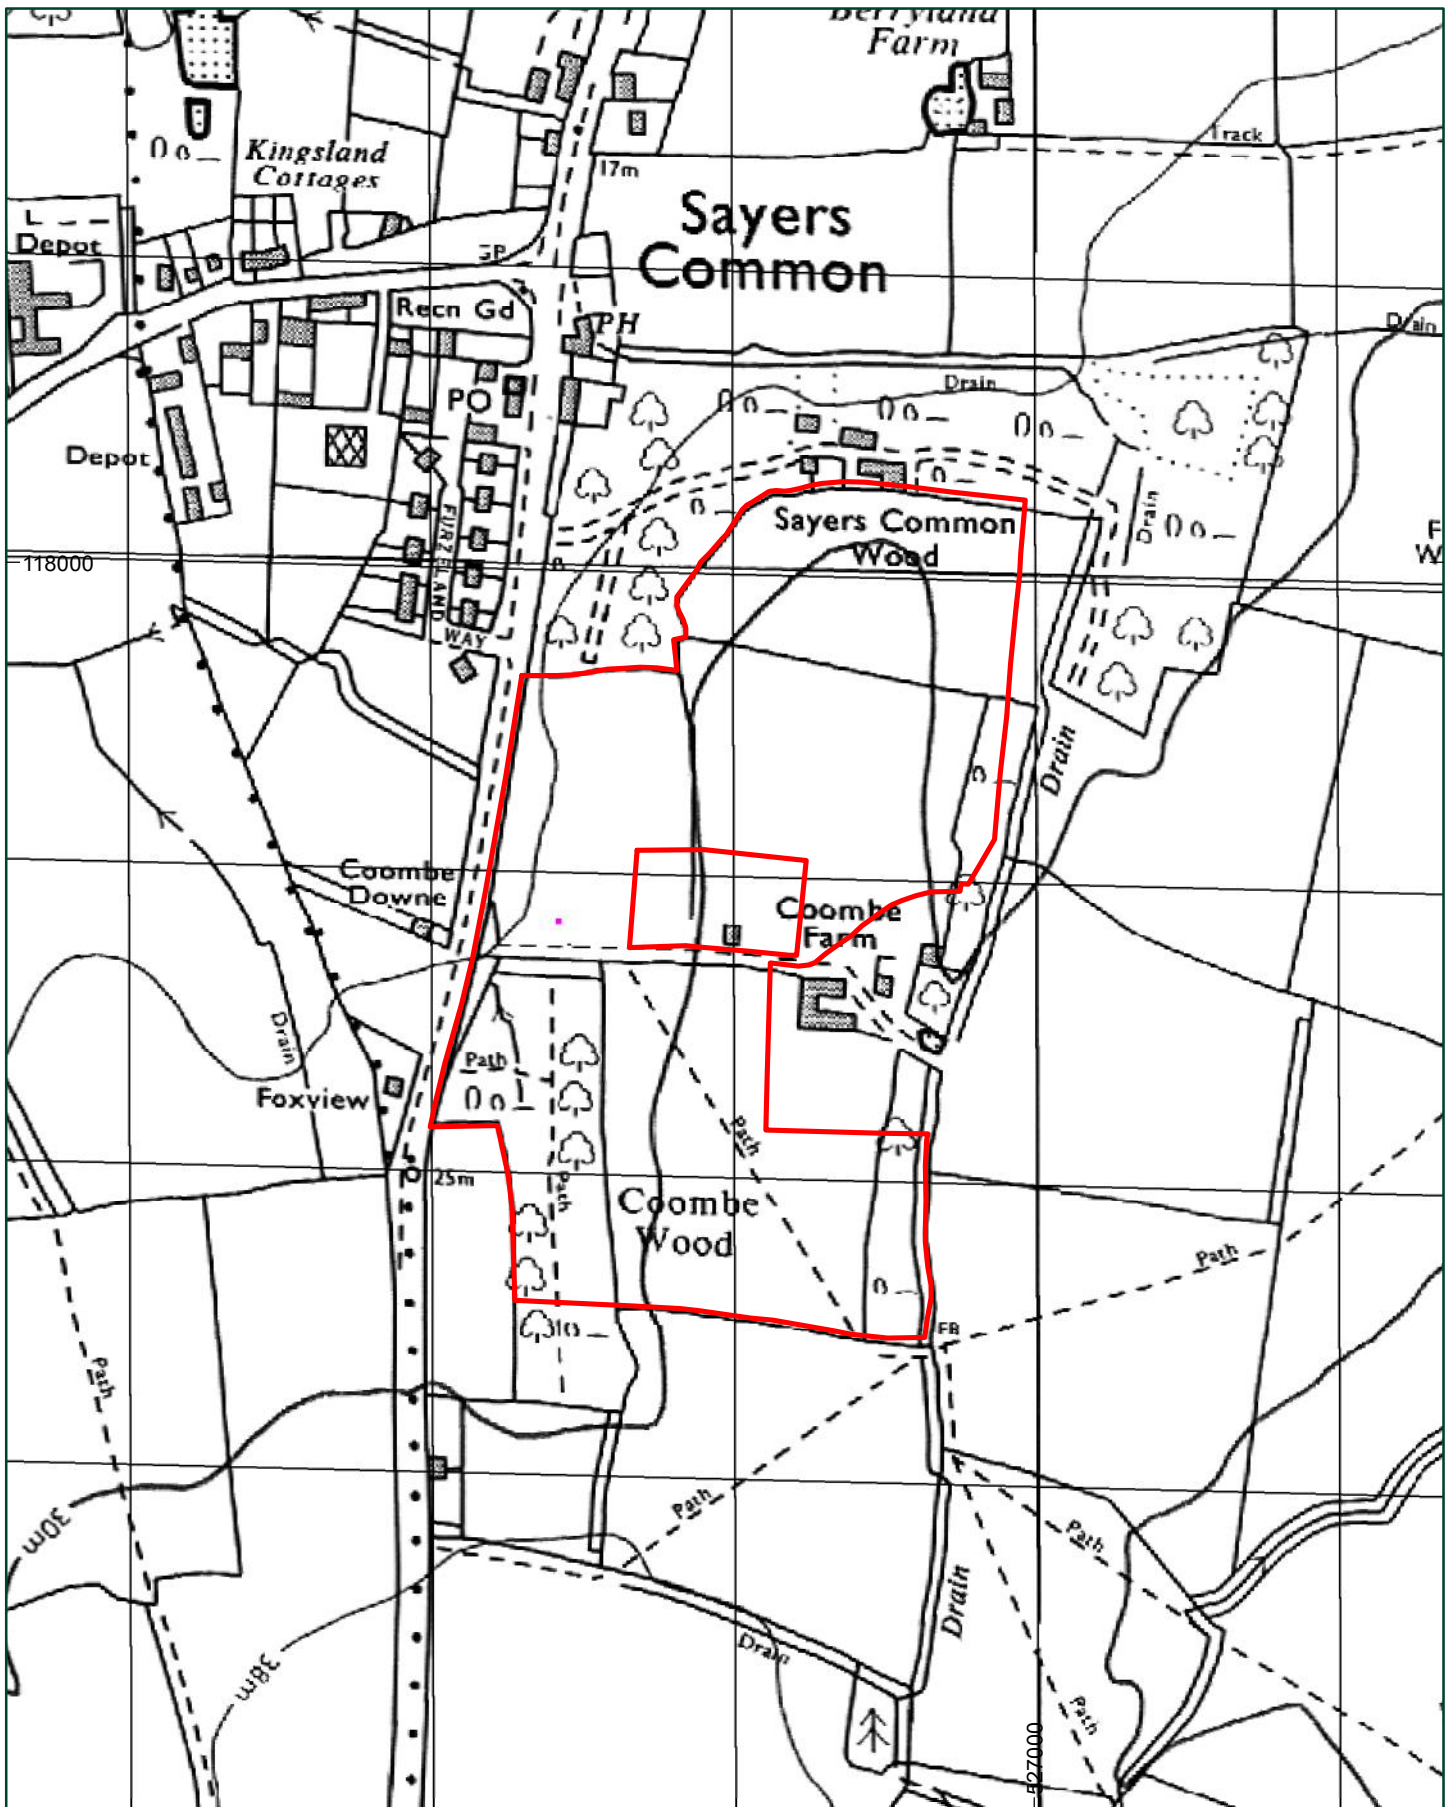 Berryland
Farm
Track
Kingsland
Cottages
17m
Sayers
Common
L
Depot
GP
Recn Gd
PH
Drain
Drain
PO
Depot
Drain
FURZELAND
WAY
Sayers Common
Wood
118000
F
W
Drain
Coombe
Downe
Coombe
Farm
Drain
Path
Foxview
Path
25m
Path
Coombe
Wood
Path
FB
Path
Path
Path
30m
38m
Drain
Drain
Path
527000